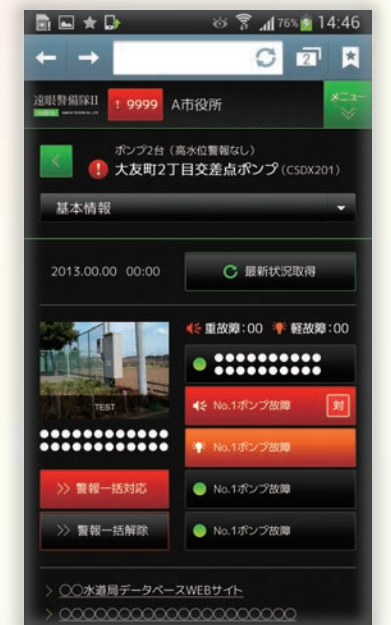 76% 14:46
2
遠眼警備隊II ! 9999 A市役所 メニュー
ポンプ2台（高水位警報なし）
! 大友町2丁目交差点ポンプ(CSDX201)
基本情報
2013.00.00 00:00 最新状況取得
重故障:00 軽故障:00
●●●●●●●●●●
●●●●●●●●●●
TEST
No.1ポンプ故障 対
●●●●●●●●●●●●
●●●●●●●●●●●●
No.1ポンプ故障
>> 警報一括対応 No.1ポンプ故障
>> 警報一括解除 No.1ポンプ故障
> 〇〇水道局データベースWEBサイト
> 〇〇〇〇〇〇〇〇〇〇〇〇〇〇〇〇〇〇〇〇〇